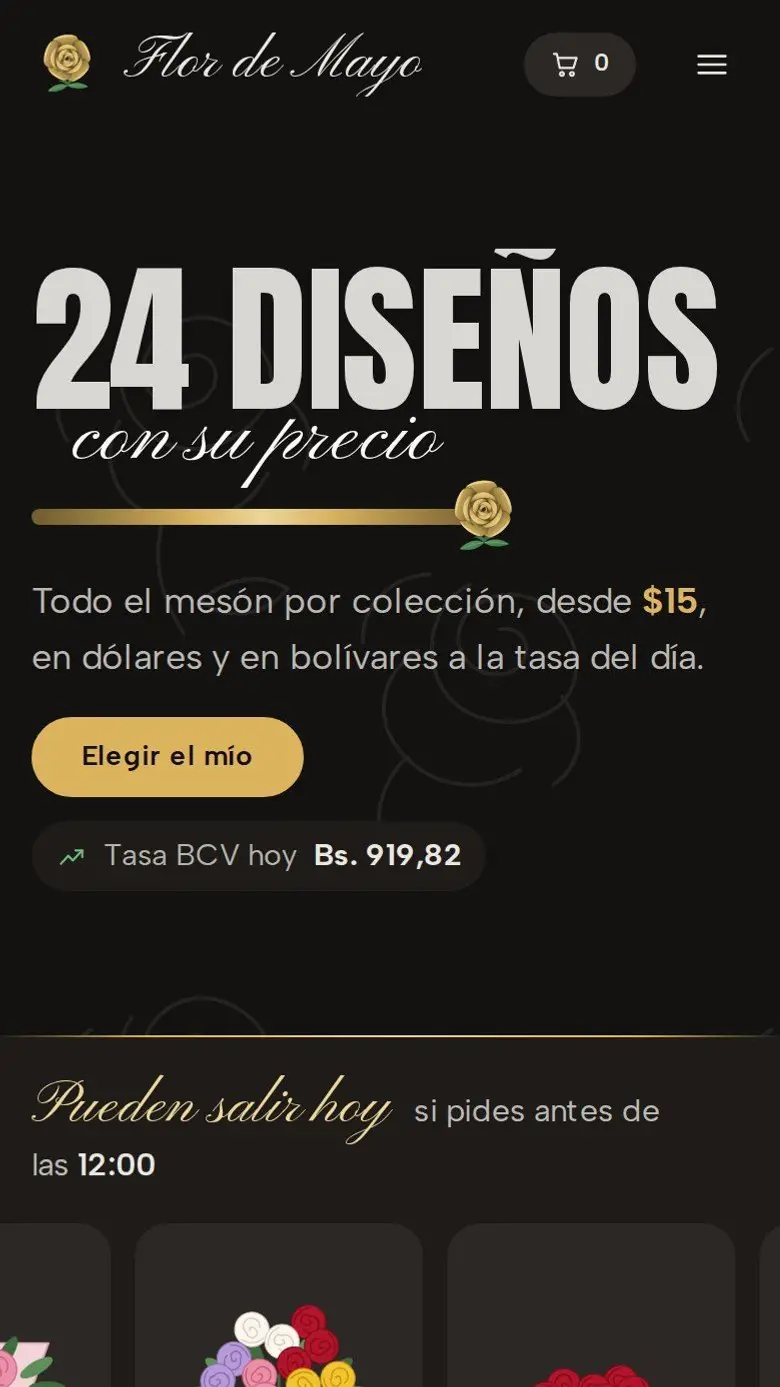 Flor de Mayo
0
24 DISEÑOS
con su precio
Todo el mesón por colección, desde $15,
en dólares y en bolívares a la tasa del día.
Elegir el mío
Tasa BCV hoy Bs. 919,82
Pueden salir hoy si pides antes de
las 12:00